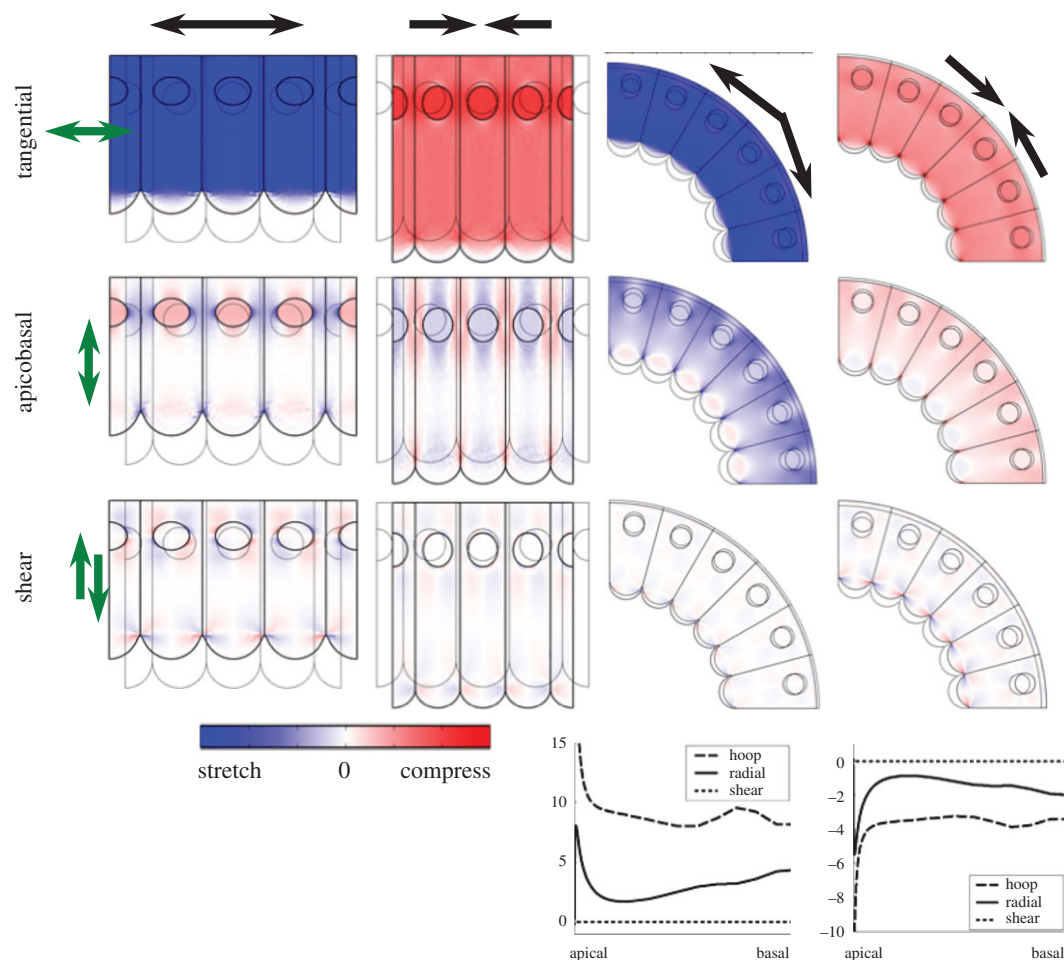 tangential
apicobasal
shear
stretch 0 compress
15
10
5
0
hoop
radial
shear
apical basal
0
−2
−4
−6
−8
−10
hoop
radial
shear
apical basal